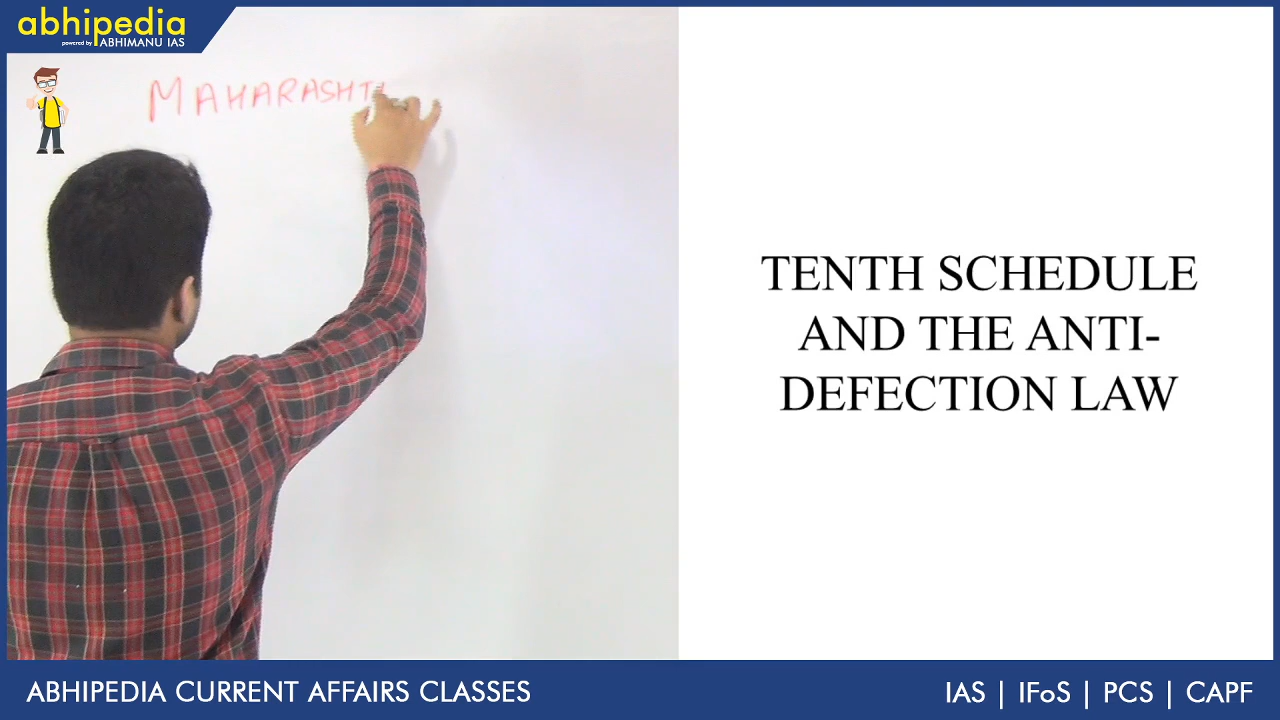 abhipedia
powered by ABHIMANU IAS
MAHARASHT
TENTH SCHEDULE
AND THE ANTI-
DEFECTION LAW
ABHIPEDIA CURRENT AFFAIRS CLASSES
IAS | IFoS | PCS | CAPF